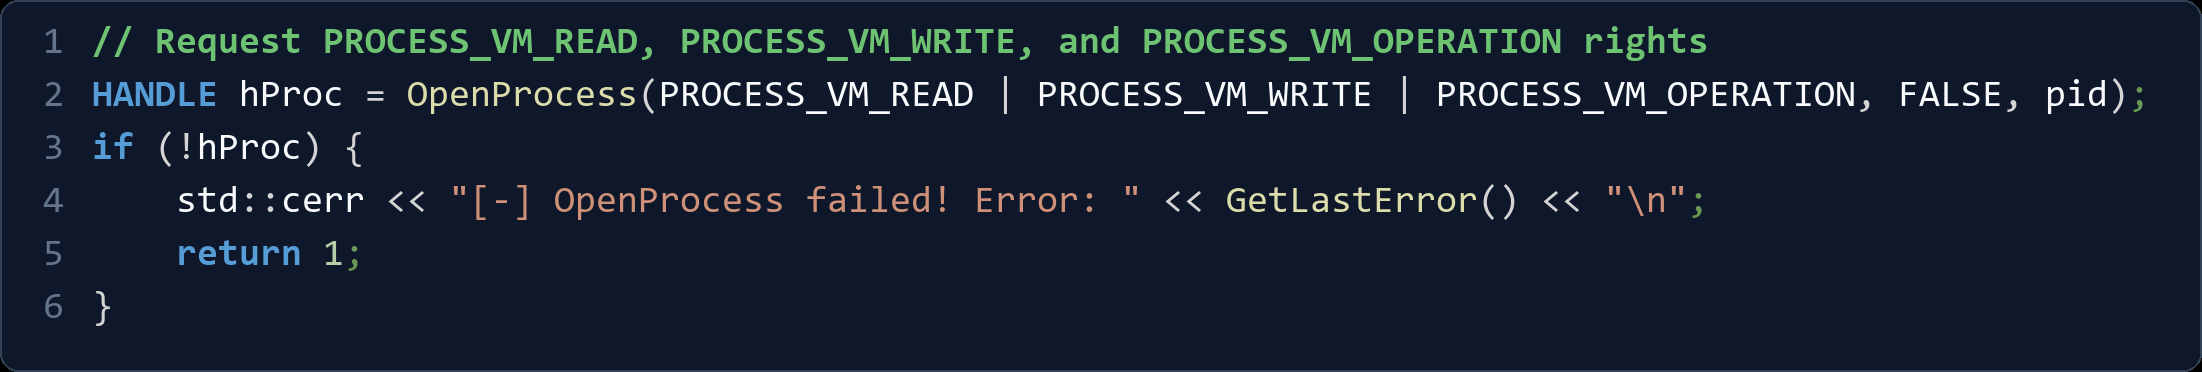 1 // Request PROCESS_VM_READ, PROCESS_VM_WRITE, and PROCESS_VM_OPERATION rights
2 HANDLE hProc = OpenProcess(PROCESS_VM_READ | PROCESS_VM_WRITE | PROCESS_VM_OPERATION, FALSE, pid);
3 if (!hProc) {
4     std::cerr << "[-] OpenProcess failed! Error: " << GetLastError() << "\n";
5     return 1;
6 }